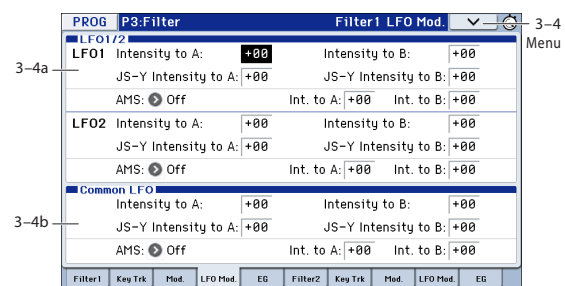 PROG P3:Filter Filter1 LFO Mod.
3–4
Menu
LFO1/2
LFO1 Intensity to A: +00 Intensity to B: +00
3–4a
JS-Y Intensity to A: +00 JS-Y Intensity to B: +00
AMS: Off Int. to A: +00 Int. to B: +00
LFO2 Intensity to A: +00 Intensity to B: +00
JS-Y Intensity to A: +00 JS-Y Intensity to B: +00
AMS: Off Int. to A: +00 Int. to B: +00
Common LFO
Intensity to A: +00 Intensity to B: +00
3–4b
JS-Y Intensity to A: +00 JS-Y Intensity to B: +00
AMS: Off Int. to A: +00 Int. to B: +00
Filter1 Key Trk Mod. LFO Mod. EG Filter2 Key Trk Mod. LFO Mod. EG